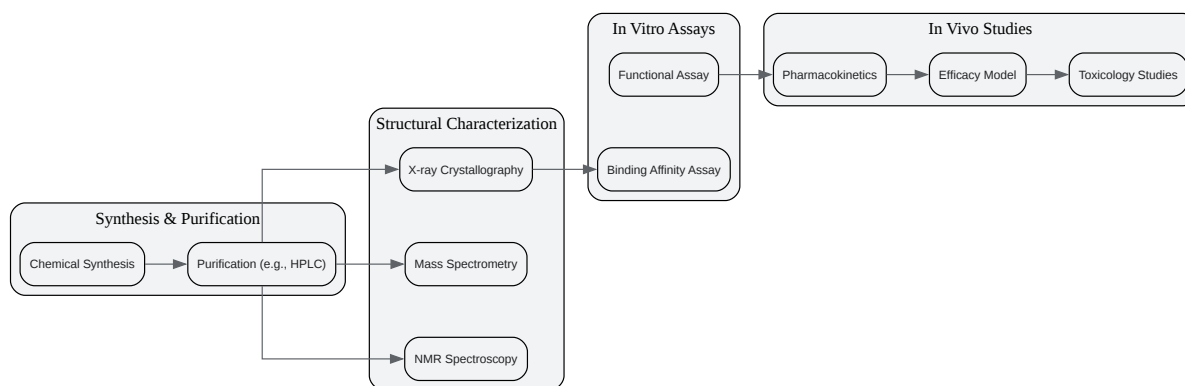 Synthesis & Purification
Chemical Synthesis
Purification (e.g., HPLC)
Structural Characterization
X-ray Crystallography
Mass Spectrometry
NMR Spectroscopy
In Vitro Assays
Functional Assay
Binding Affinity Assay
In Vivo Studies
Pharmacokinetics
Efficacy Model
Toxicology Studies